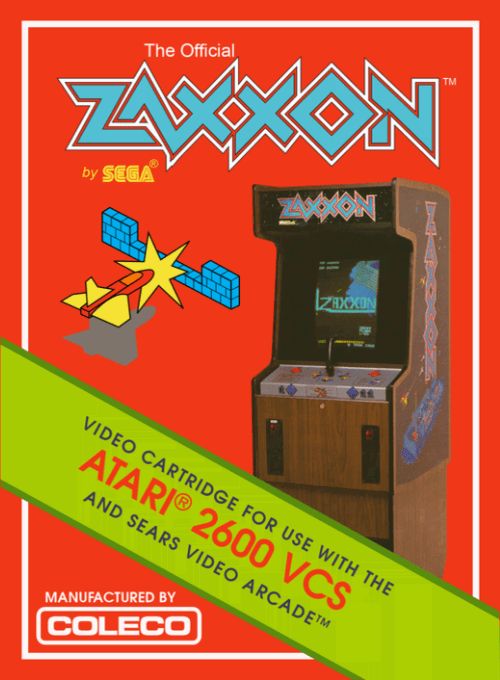 The Official
ZAXXON™
by SEGA®
ZAXXON
ZAXXON
ZAXXON
VIDEO CARTRIDGE FOR USE WITH THE
ATARI® 2600 VCS
AND SEARS VIDEO ARCADE™
MANUFACTURED BY
COLECO